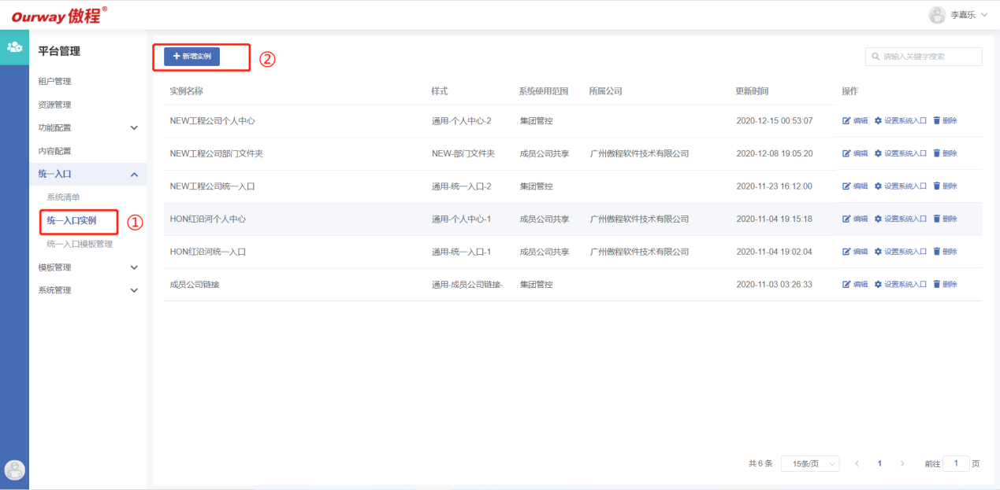 Ourway 傲程®
李嘉乐
平台管理
租户管理
资源管理
功能配置
内容配置
统一入口
系统清单
统一入口实例 ①
统一入口模板管理
模板管理
系统管理
+ 新增实例 ②
请输入关键字搜索
实例名称 样式 系统使用范围 所属公司 更新时间 操作
NEW工程公司个人中心 通用-个人中心-2 集团管控 2020-12-15 00:53:07 编辑 设置系统入口 删除
NEW工程公司部门文件夹 NEW-部门文件夹 成员公司共享 广州傲程软件技术有限公司 2020-12-08 19:05:20 编辑 设置系统入口 删除
NEW工程公司统一入口 通用-统一入口-2 集团管控 2020-11-23 16:12:00 编辑 设置系统入口 删除
HON红沿河个人中心 通用-个人中心-1 成员公司共享 广州傲程软件技术有限公司 2020-11-04 19:15:18 编辑 设置系统入口 删除
HON红沿河统一入口 通用-统一入口-1 成员公司共享 广州傲程软件技术有限公司 2020-11-04 19:02:04 编辑 设置系统入口 删除
成员公司链接 通用-成员公司链接- 集团管控 2020-11-03 03:26:33 编辑 设置系统入口 删除
共 6 条 15条/页 1 前往 1 页